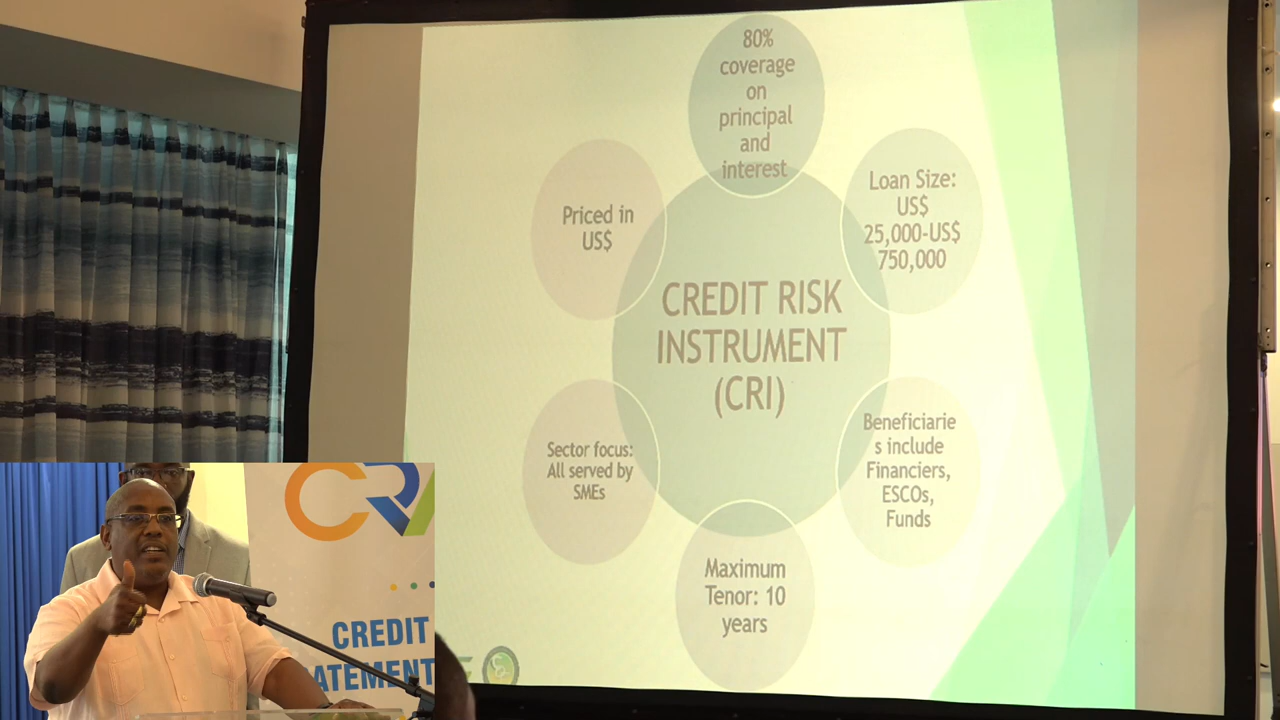 80%
coverage
on
principal
and
interest
Priced in
US$
Loan Size:
US$
25,000-US$
750,000
CREDIT RISK
INSTRUMENT
(CRI)
Sector focus:
All served by
SMEs
Beneficiarie
s include
Financiers,
ESCOs,
Funds
Maximum
Tenor: 10
years
CREDIT
ATEMENT